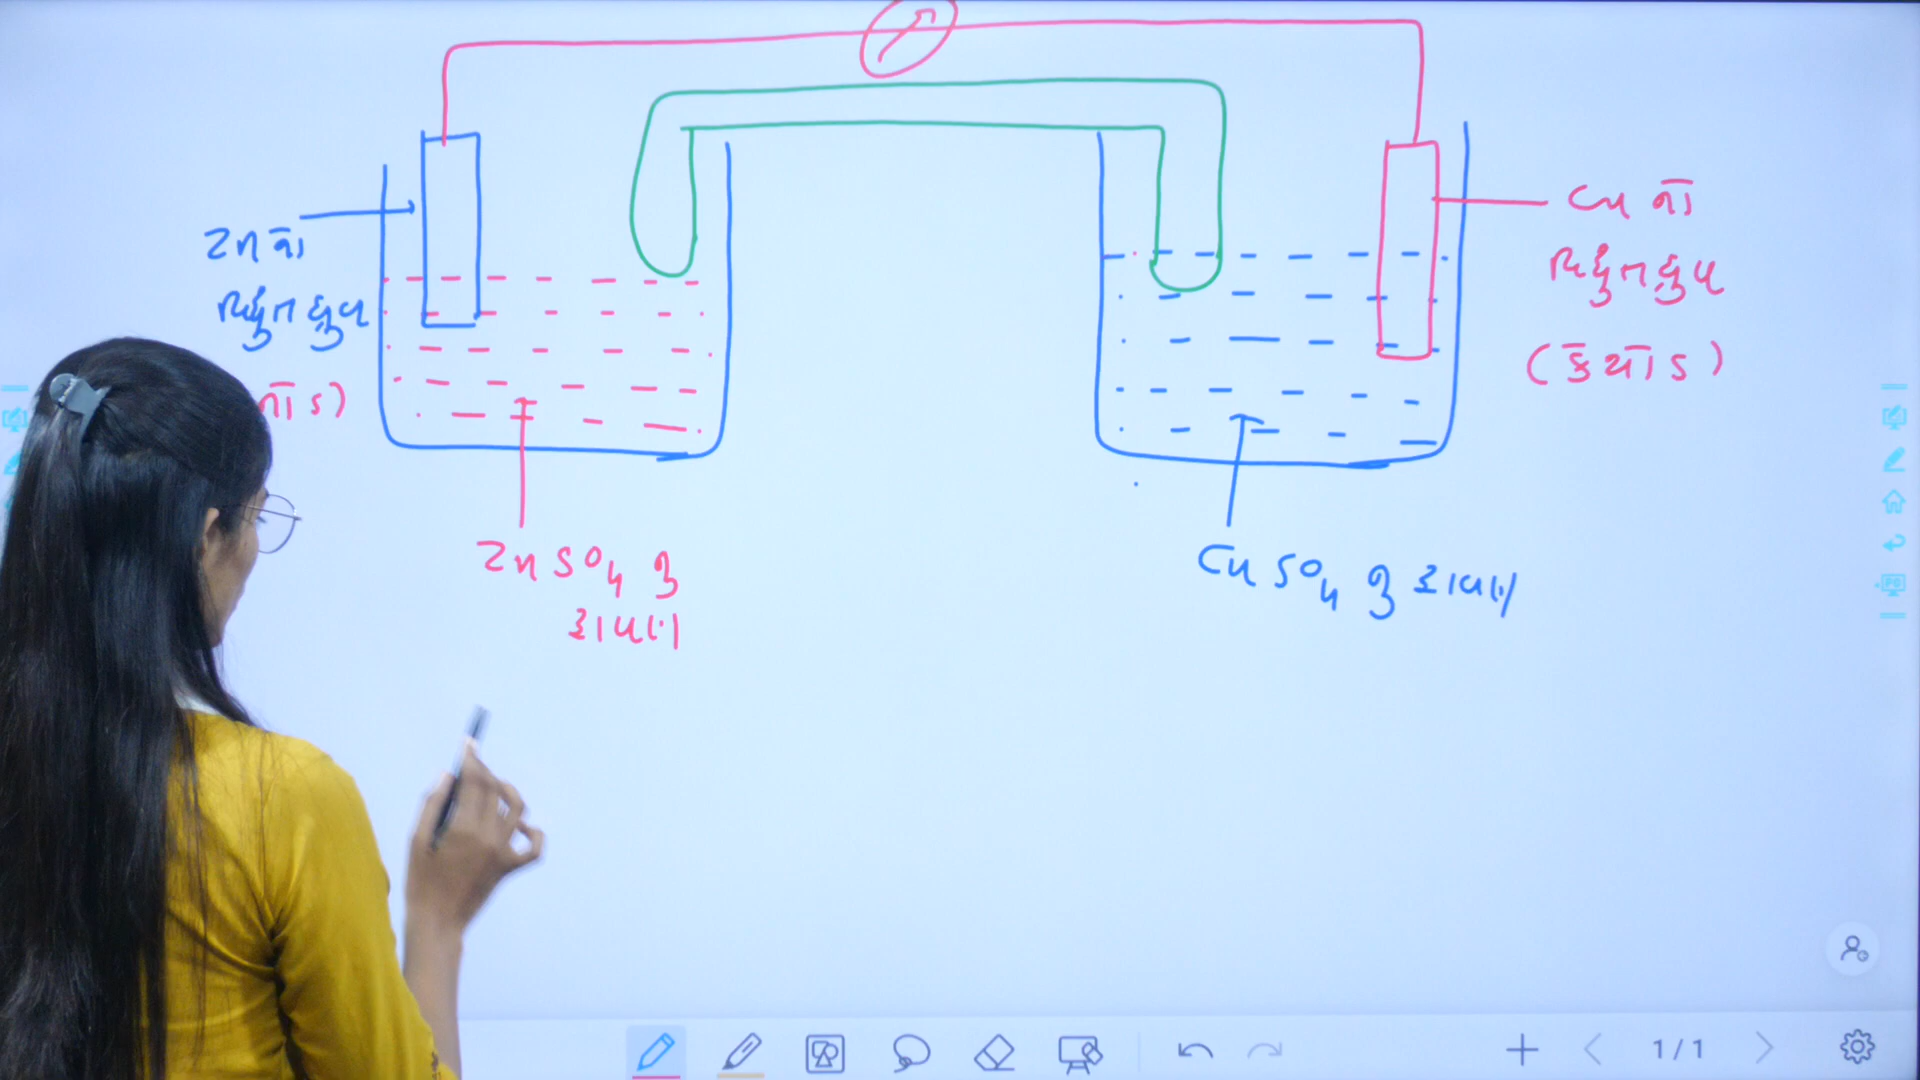 Zn નો
વિદ્યુતધ્રુવ
નોડ)
ZnSO4 નું
દ્રાવણ
Cu નો
વિદ્યુતધ્રુવ
(કેથોડ)
CuSO4 નું દ્રાવણ
1/1